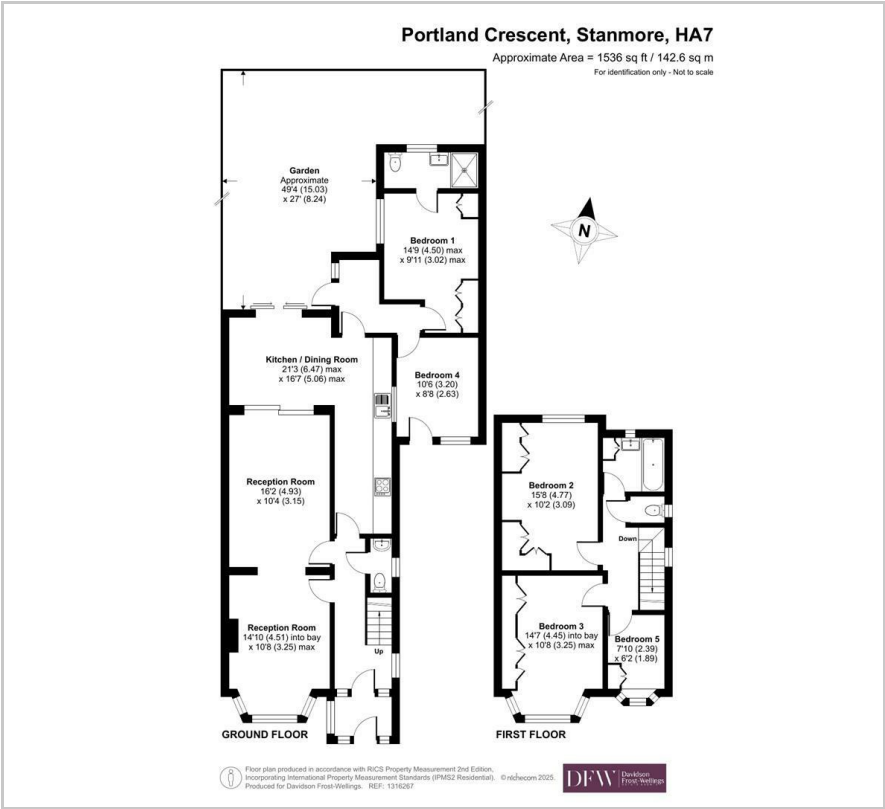 Portland Crescent, Stanmore, HA7
Approximate Area = 1536 sq ft / 142.6 sq m
For identification only - Not to scale
Garden
Approximate
49'4 (15.03)
x 27' (8.24)
N
Bedroom 1
14'9 (4.50) max
x 9'11 (3.02) max
Kitchen / Dining Room
21'3 (6.47) max
x 16'7 (5.06) max
Bedroom 4
10'6 (3.20)
x 8'8 (2.63)
Reception Room
16'2 (4.93)
x 10'4 (3.15)
Reception Room
14'10 (4.51) into bay
x 10'8 (3.25) max
Up
GROUND FLOOR
Bedroom 2
15'8 (4.77)
x 10'2 (3.09)
Down
Bedroom 3
14'7 (4.45) into bay
x 10'8 (3.25) max
Bedroom 5
7'10 (2.39)
x 6'2 (1.89)
FIRST FLOOR
Floor plan produced in accordance with RICS Property Measurement 2nd Edition,
Incorporating International Property Measurement Standards (IPMS2 Residential). © nichecom 2025.
Produced for Davidson Frost-Wellings. REF: 1316267
DFW
Davidson
Frost-Wellings